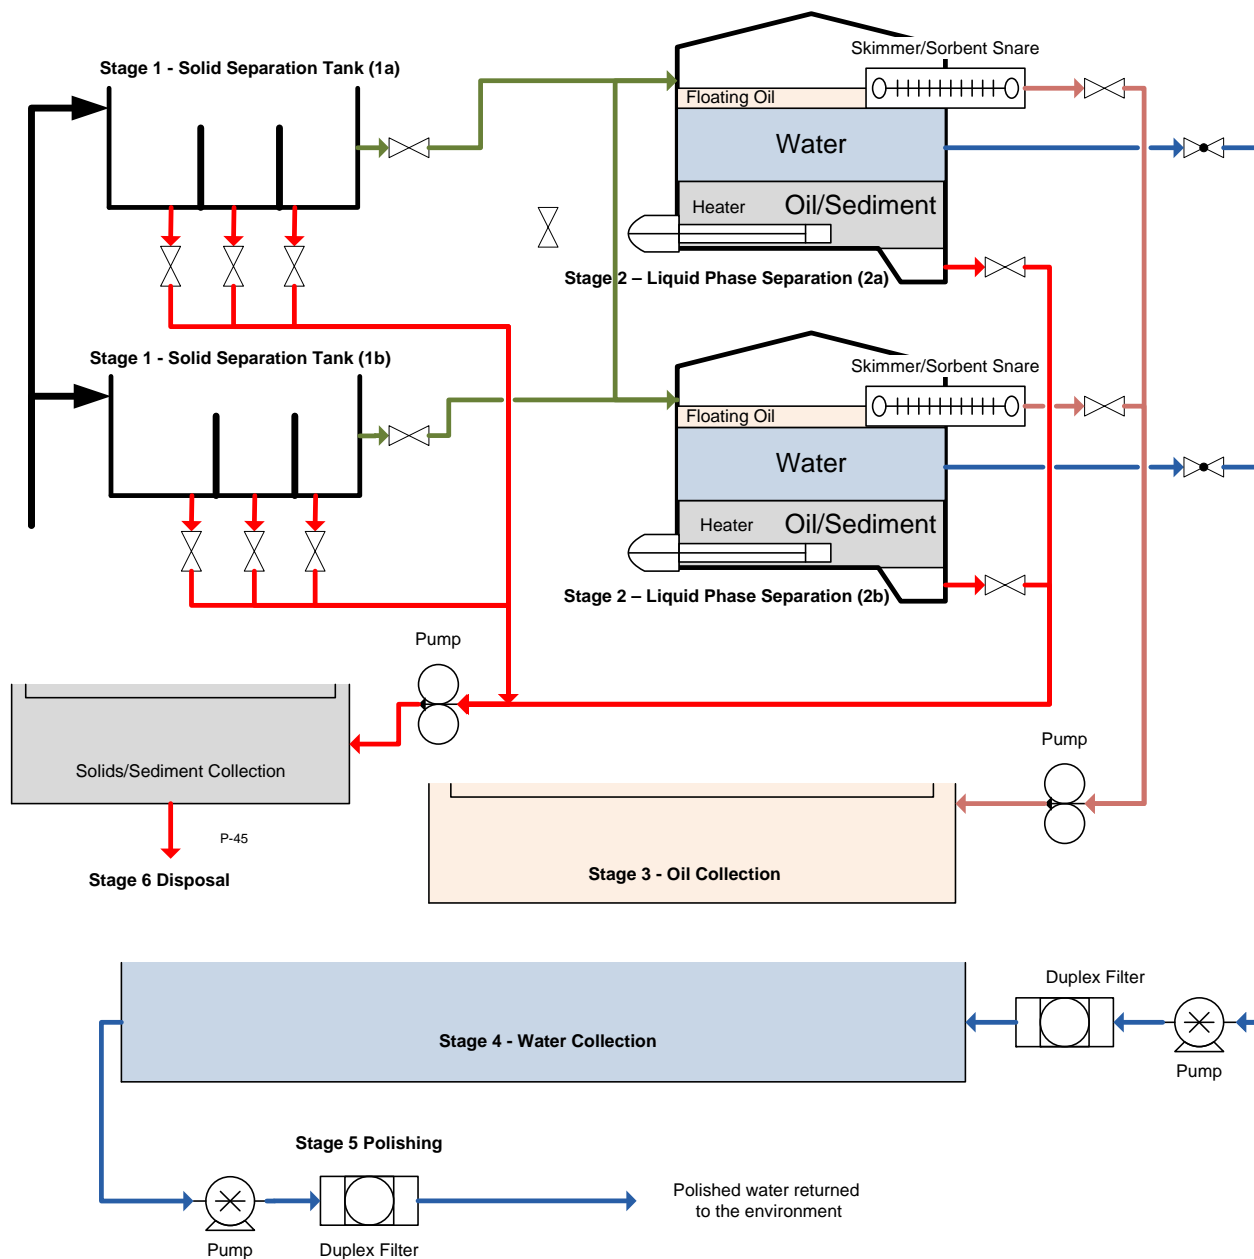 Skimmer/Sorbent Snare
Stage 1 - Solid Separation Tank (1a)
Floating Oil
Water
Heater
Oil/Sediment
Stage 2 – Liquid Phase Separation (2a)
Stage 1 - Solid Separation Tank (1b)
Skimmer/Sorbent Snare
Floating Oil
Water
Heater
Oil/Sediment
Stage 2 – Liquid Phase Separation (2b)
Pump
Pump
Solids/Sediment Collection
P-45
Stage 6 Disposal
Stage 3 - Oil Collection
Duplex Filter
Stage 4 - Water Collection
Pump
Stage 5 Polishing
Polished water returned
to the environment
Pump
Duplex Filter